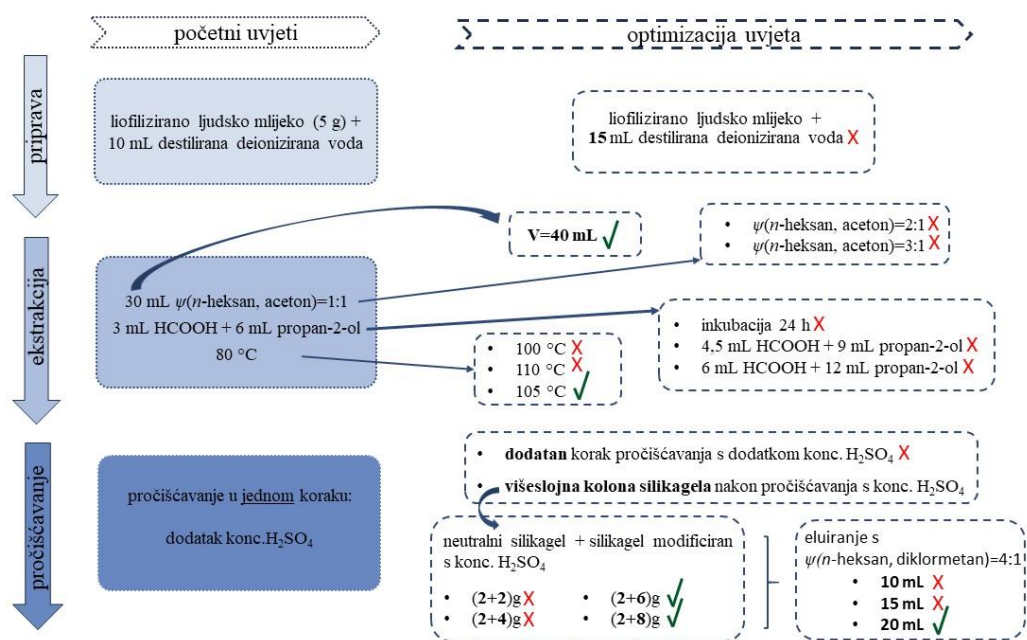 početni uvjeti
optimizacija uvjeta
priprava
liofilizirano ljudsko mlijeko (5 g) +
10 mL destilirana deionizirana voda
liofilizirano ljudsko mlijeko +
15 mL destilirana deionizirana voda X
ekstrakcija
30 mL ψ(n-heksan, aceton)=1:1
3 mL HCOOH + 6 mL propan-2-ol
80 °C
V=40 mL ✓
• ψ(n-heksan, aceton)=2:1 X
• ψ(n-heksan, aceton)=3:1 X
• inkubacija 24 h X
• 4,5 mL HCOOH + 9 mL propan-2-ol X
• 6 mL HCOOH + 12 mL propan-2-ol X
• 100 °C X
• 110 °C X
• 105 °C ✓
pročišćavanje
pročišćavanje u jednom koraku:
dodatak konc.H₂SO₄
• dodatan korak pročišćavanja s dodatkom konc. H₂SO₄ X
• višeslojna kolona silikagela nakon pročišćavanja s konc. H₂SO₄
neutralni silikagel + silikagel modificiran
s konc. H₂SO₄
• (2+2)g X • (2+6)g ✓
• (2+4)g X • (2+8)g ✓
eluiranje s
ψ(n-heksan, diklormetan)=4:1
• 10 mL X
• 15 mL X
• 20 mL ✓